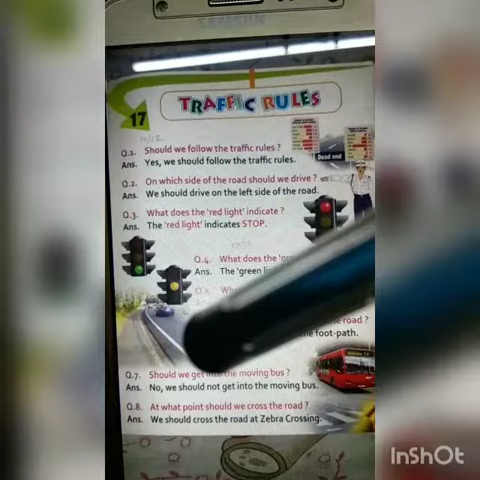 SAMSUNG
17
TRAFFIC RULES
Q.1. Should we follow the traffic rules ?
Ans. Yes, we should follow the traffic rules.
Dead end
Q.2. On which side of the road should we drive ?
Ans. We should drive on the left side of the road.
Q.3. What does the 'red light' indicate ?
Ans. The 'red light' indicates STOP.
Q.4. What does the
Ans. The 'green
road ?
the foot-path.
Q.7. Should we get into the moving bus ?
Ans. No, we should not get into the moving bus.
Q.8. At what point should we cross the road ?
Ans. We should cross the road at Zebra Crossing.
InShOt